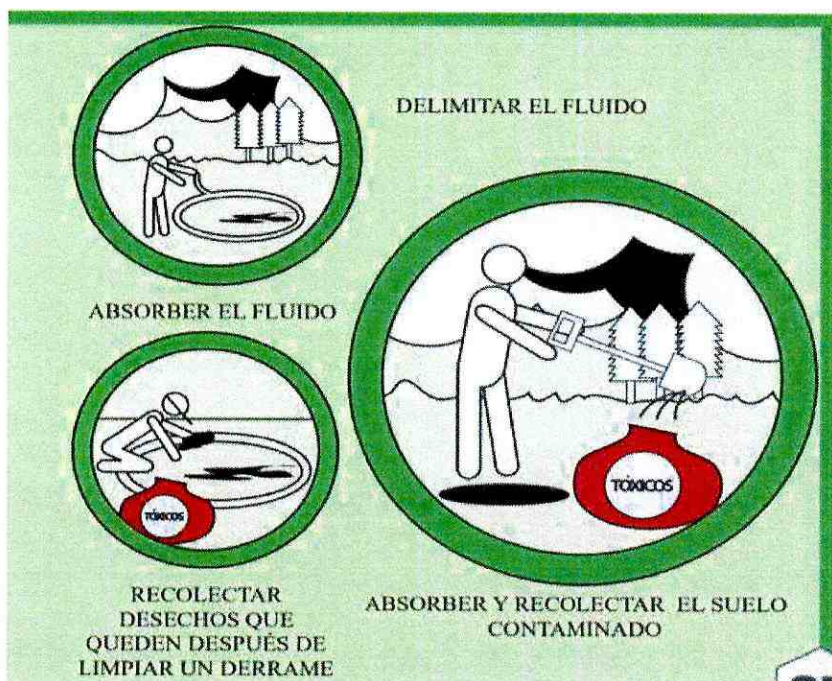 DELIMITAR EL FLUIDO
ABSORBER EL FLUIDO
TÓXICOS
TÓXICOS
RECOLECTAR
DESECHOS QUE
QUEDEN DESPUÉS DE
LIMPIAR UN DERRAME
ABSORBER Y RECOLECTAR EL SUELO
CONTAMINADO